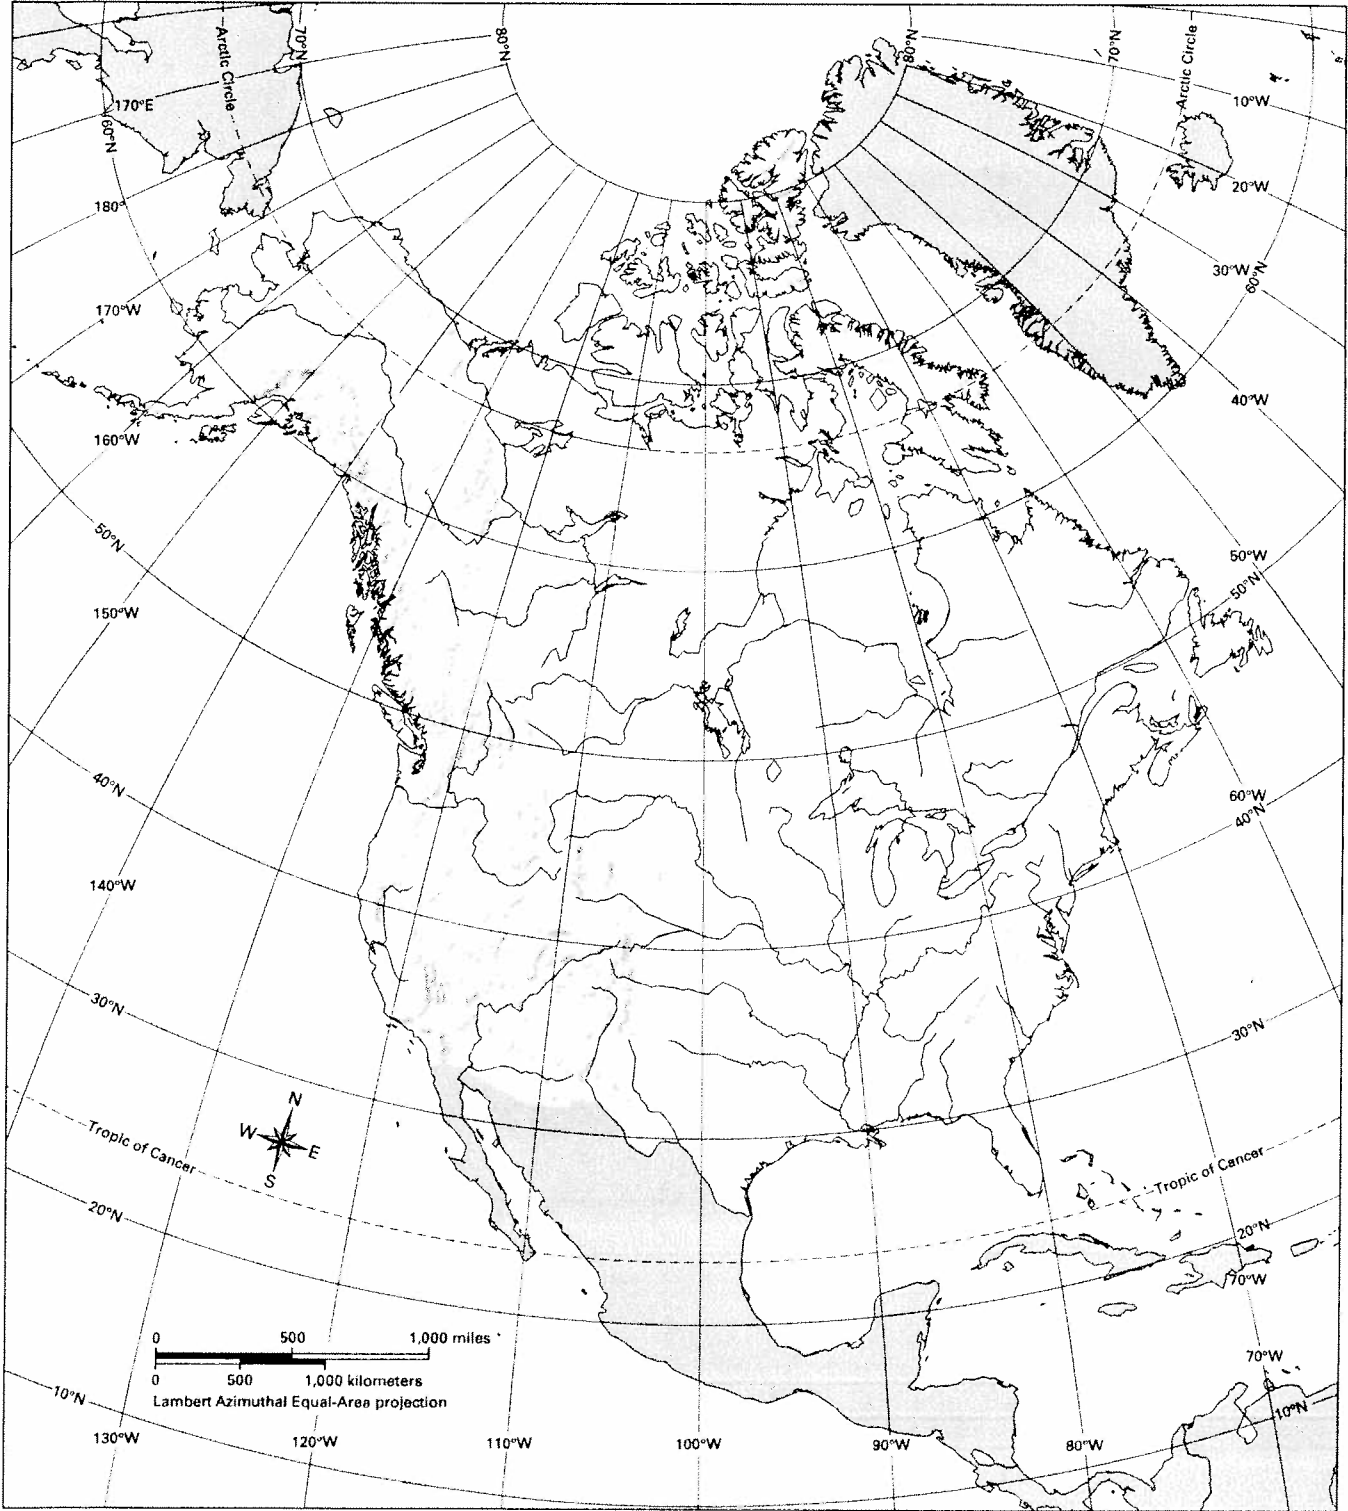 70°N
80°N
80°N
70°N
Arctic Circle
Arctic Circle
170°E
60°N
10°W
180°
20°W
30°W
60°N
170°W
40°W
160°W
50°N
50°W
50°N
150°W
40°N
60°W
40°N
140°W
30°N
30°N
N
W
E
S
Tropic of Cancer
Tropic of Cancer
20°N
20°N
70°W
0 500 1,000 miles
0 500 1,000 kilometers
Lambert Azimuthal Equal-Area projection
70°W
10°N
10°N
130°W
120°W
110°W
100°W
90°W
80°W